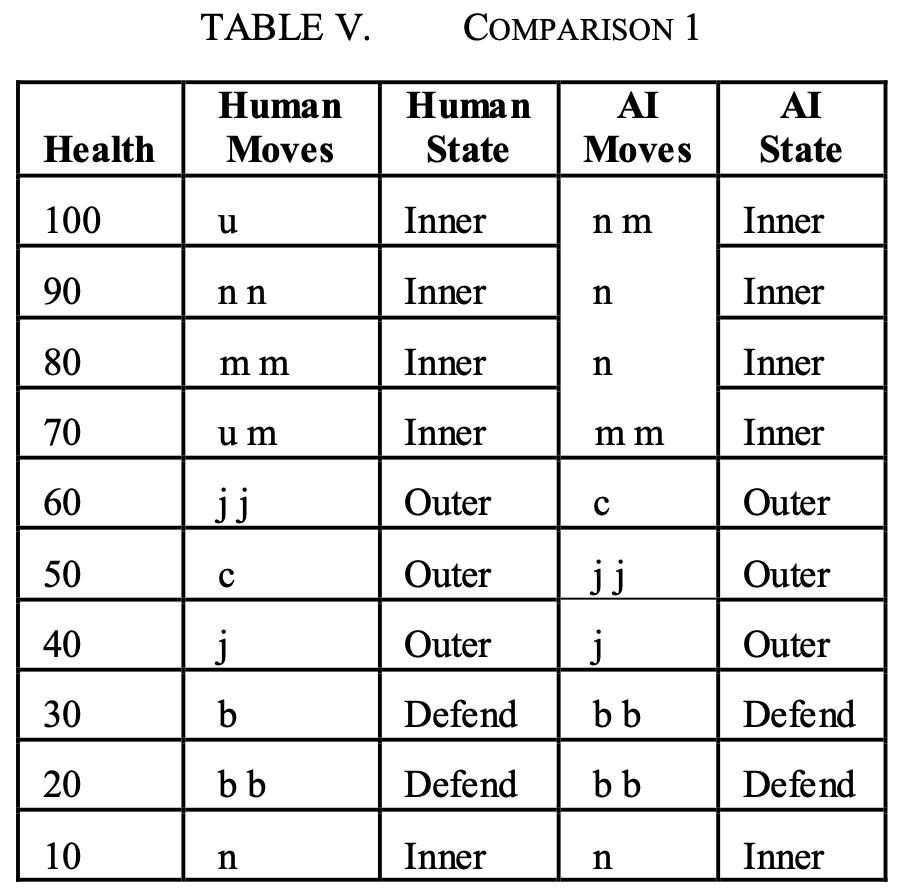 TABLE V. COMPARISON 1
Health Human Moves Human State AI Moves AI State
100 u Inner n m Inner
90 n n Inner n Inner
80 m m Inner n Inner
70 u m Inner m m Inner
60 j j Outer c Outer
50 c Outer j j Outer
40 j Outer j Outer
30 b Defend b b Defend
20 b b Defend b b Defend
10 n Inner n Inner